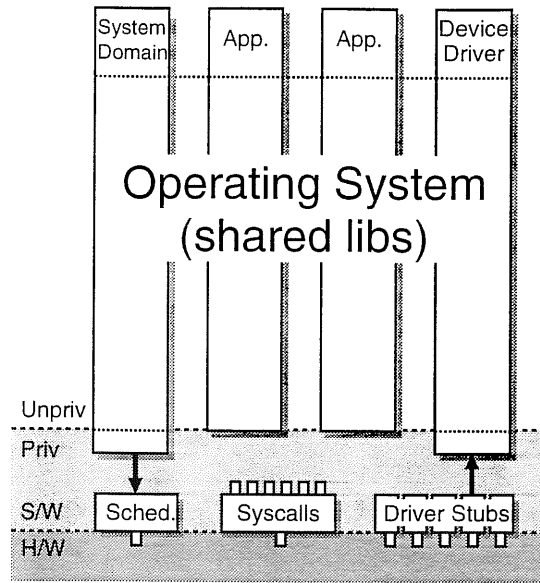 System
Domain
App.
App.
Device
Driver
Operating System
(shared libs)
Unpriv
Priv
S/W
Sched.
Syscalls
Driver Stubs
H/W